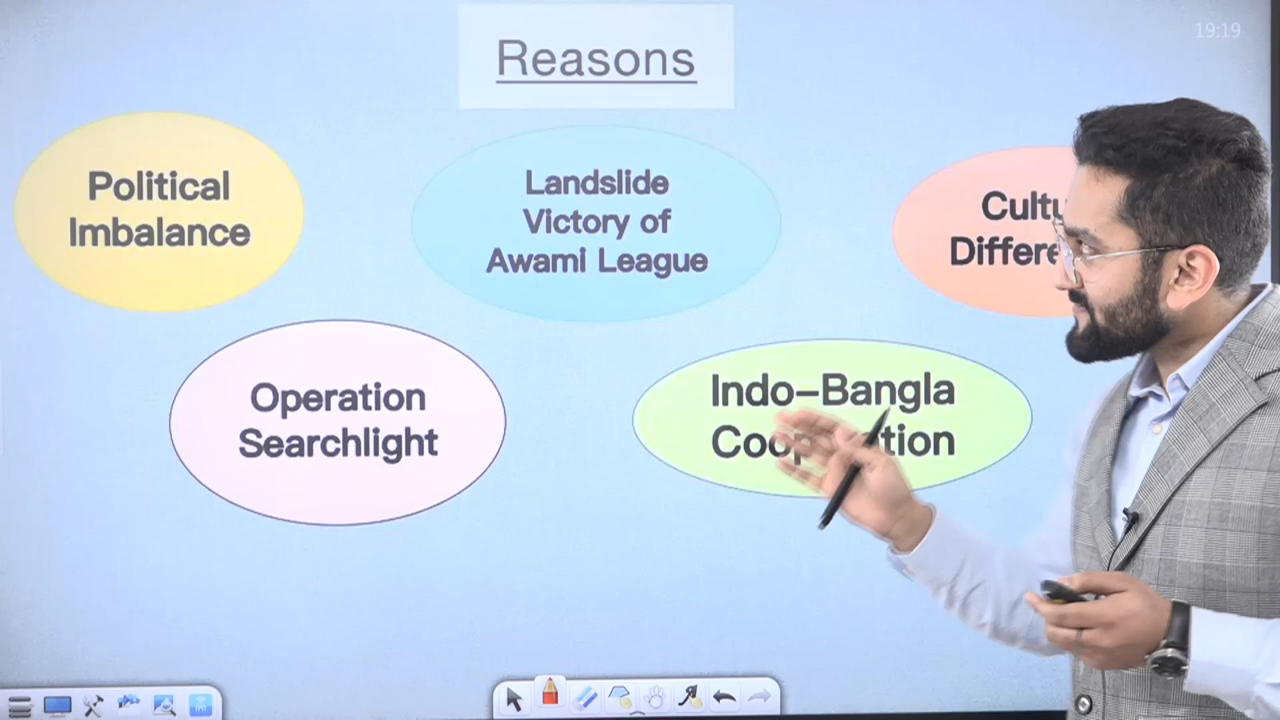 Reasons
19:19
Political
Imbalance
Landslide
Victory of
Awami League
Operation
Searchlight
Indo-Bangla